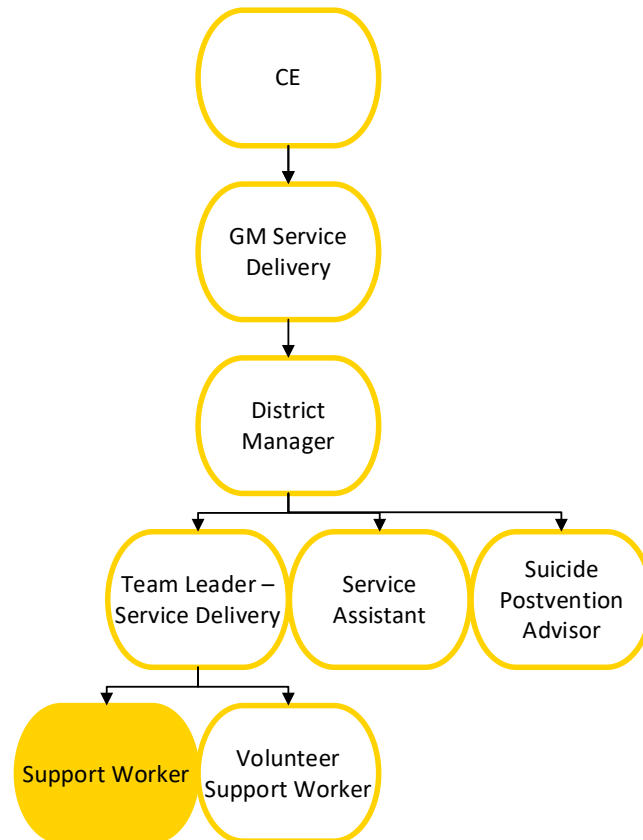 CE
GM Service
Delivery
District
Manager
Team Leader –
Service Delivery
Service
Assistant
Suicide
Postvention
Advisor
Support Worker
Volunteer
Support Worker